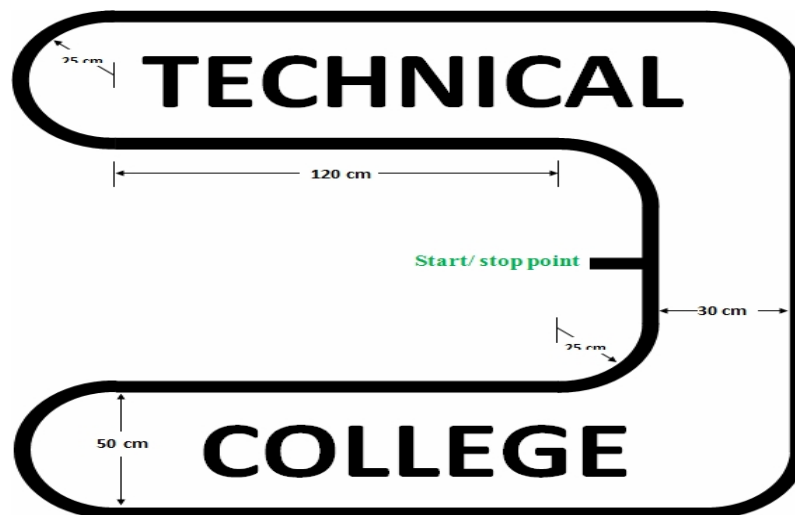 25 cm
TECHNICAL
120 cm
Start/ stop point
30 cm
25 cm
50 cm
COLLEGE